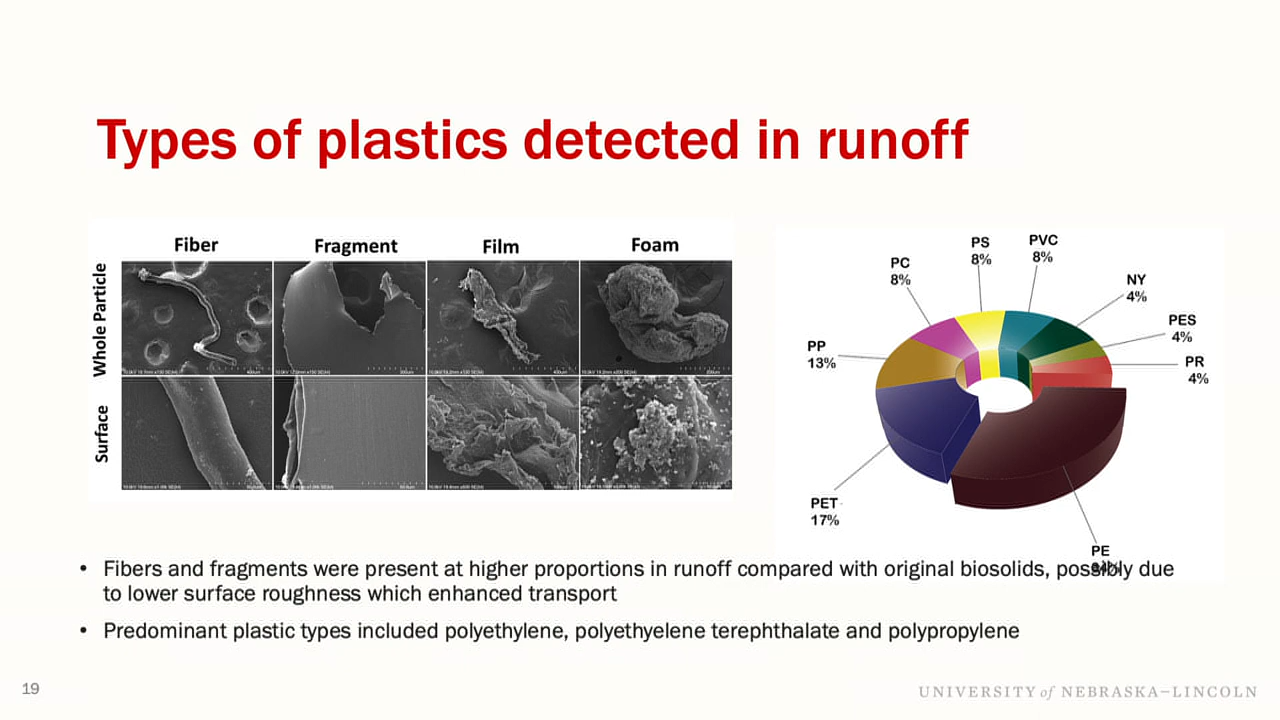 Types of plastics detected in runoff
Fiber Fragment Film Foam
Whole Particle
Surface
PS
8%
PVC
8%
PC
8%
NY
4%
PES
4%
PP
13%
PR
4%
PET
17%
PE
• Fibers and fragments were present at higher proportions in runoff compared with original biosolids, possibly due
to lower surface roughness which enhanced transport
• Predominant plastic types included polyethylene, polyethyelene terephthalate and polypropylene
19
UNIVERSITY of NEBRASKA–LINCOLN